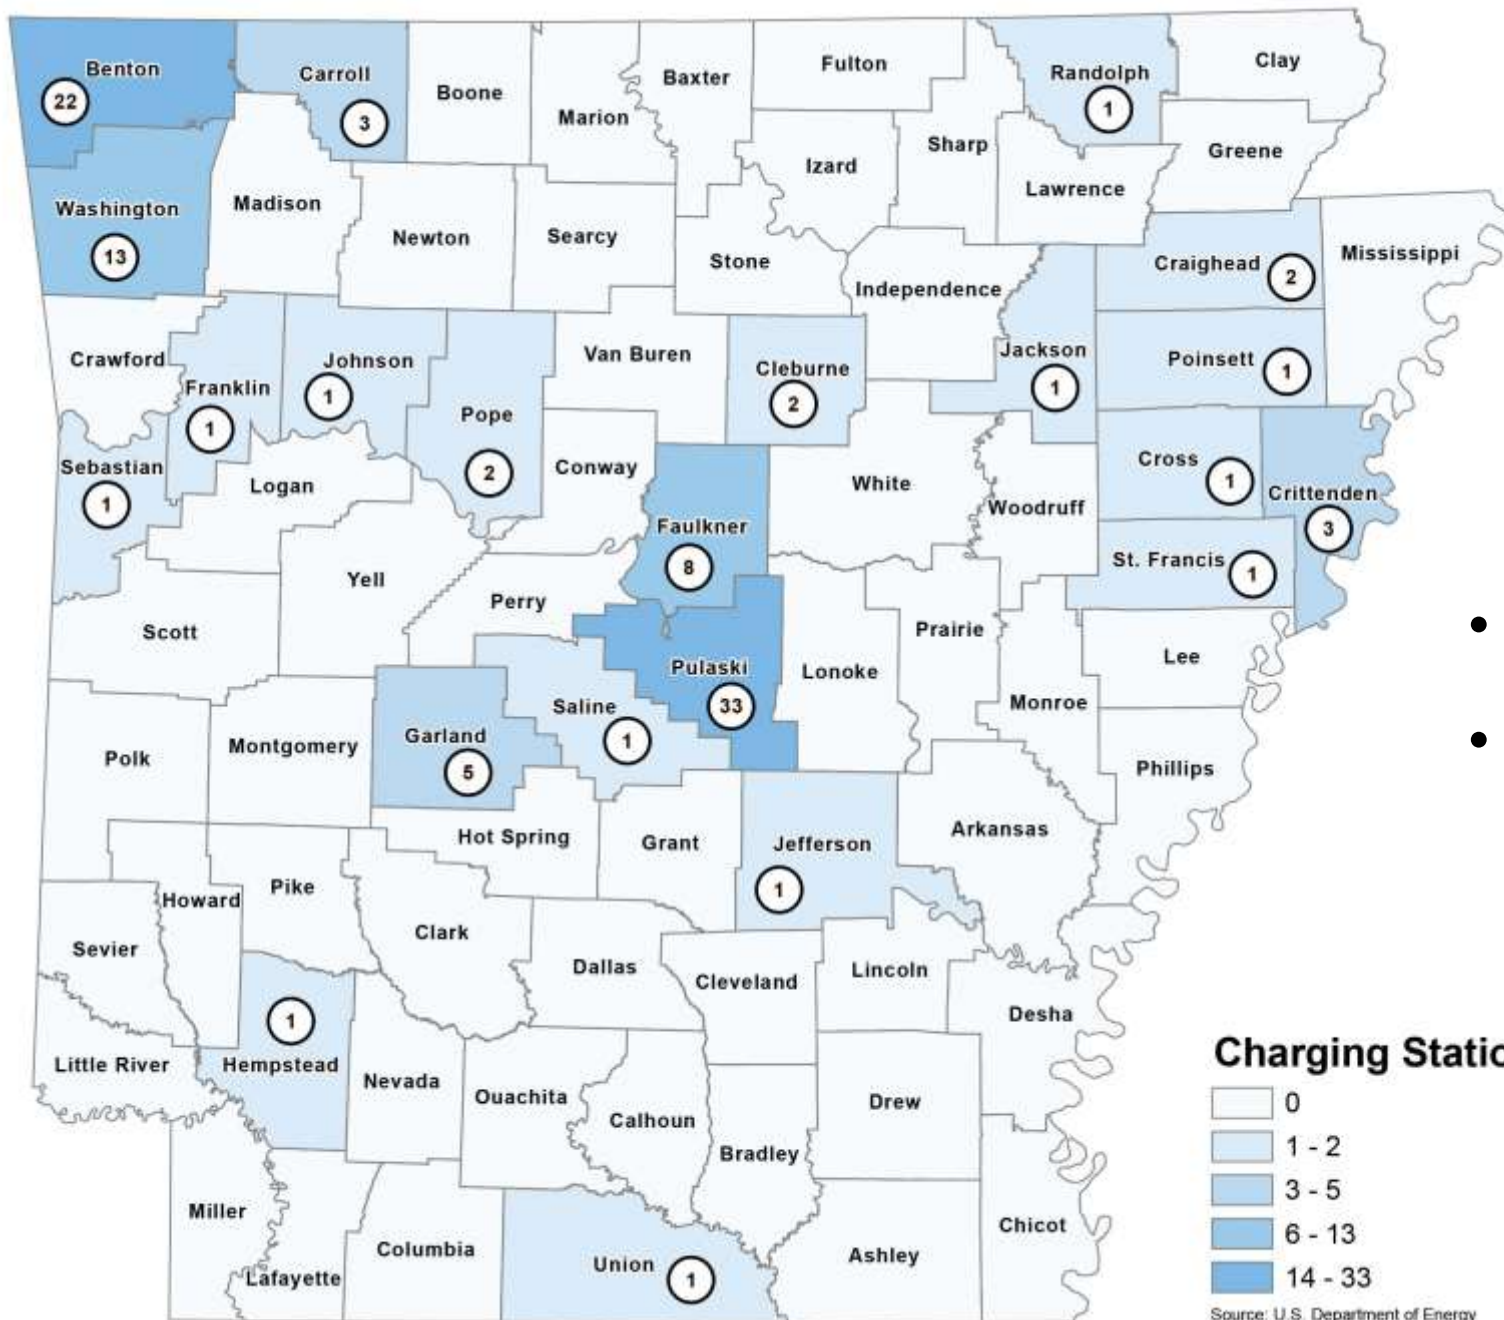 Benton
22
Carroll
3
Boone
Marion
Baxter
Fulton
Sharp
Randolph
1
Clay
Izard
Greene
Lawrence
Washington
13
Madison
Newton
Searcy
Stone
Independence
Craighead
2
Mississippi
Crawford
Franklin
1
Johnson
1
Pope
2
Van Buren
Cleburne
2
Jackson
1
Poinsett
1
Sebastian
1
Logan
Conway
Faulkner
8
White
Woodruff
Cross
1
Crittenden
3
St. Francis
1
Yell
Perry
Scott
Pulaski
33
Lonoke
Prairie
Monroe
Lee
Polk
Montgomery
Garland
5
Saline
1
Phillips
Hot Spring
Grant
Jefferson
1
Arkansas
Howard
Pike
Clark
Sevier
Dallas
Cleveland
Lincoln
Desha
Little River
1
Hempstead
Nevada
Ouachita
Calhoun
Bradley
Drew
Miller
Lafayette
Columbia
Union
1
Ashley
Chicot
Charging Statio
0
1 - 2
3 - 5
6 - 13
14 - 33
Source: U.S. Department of Energy